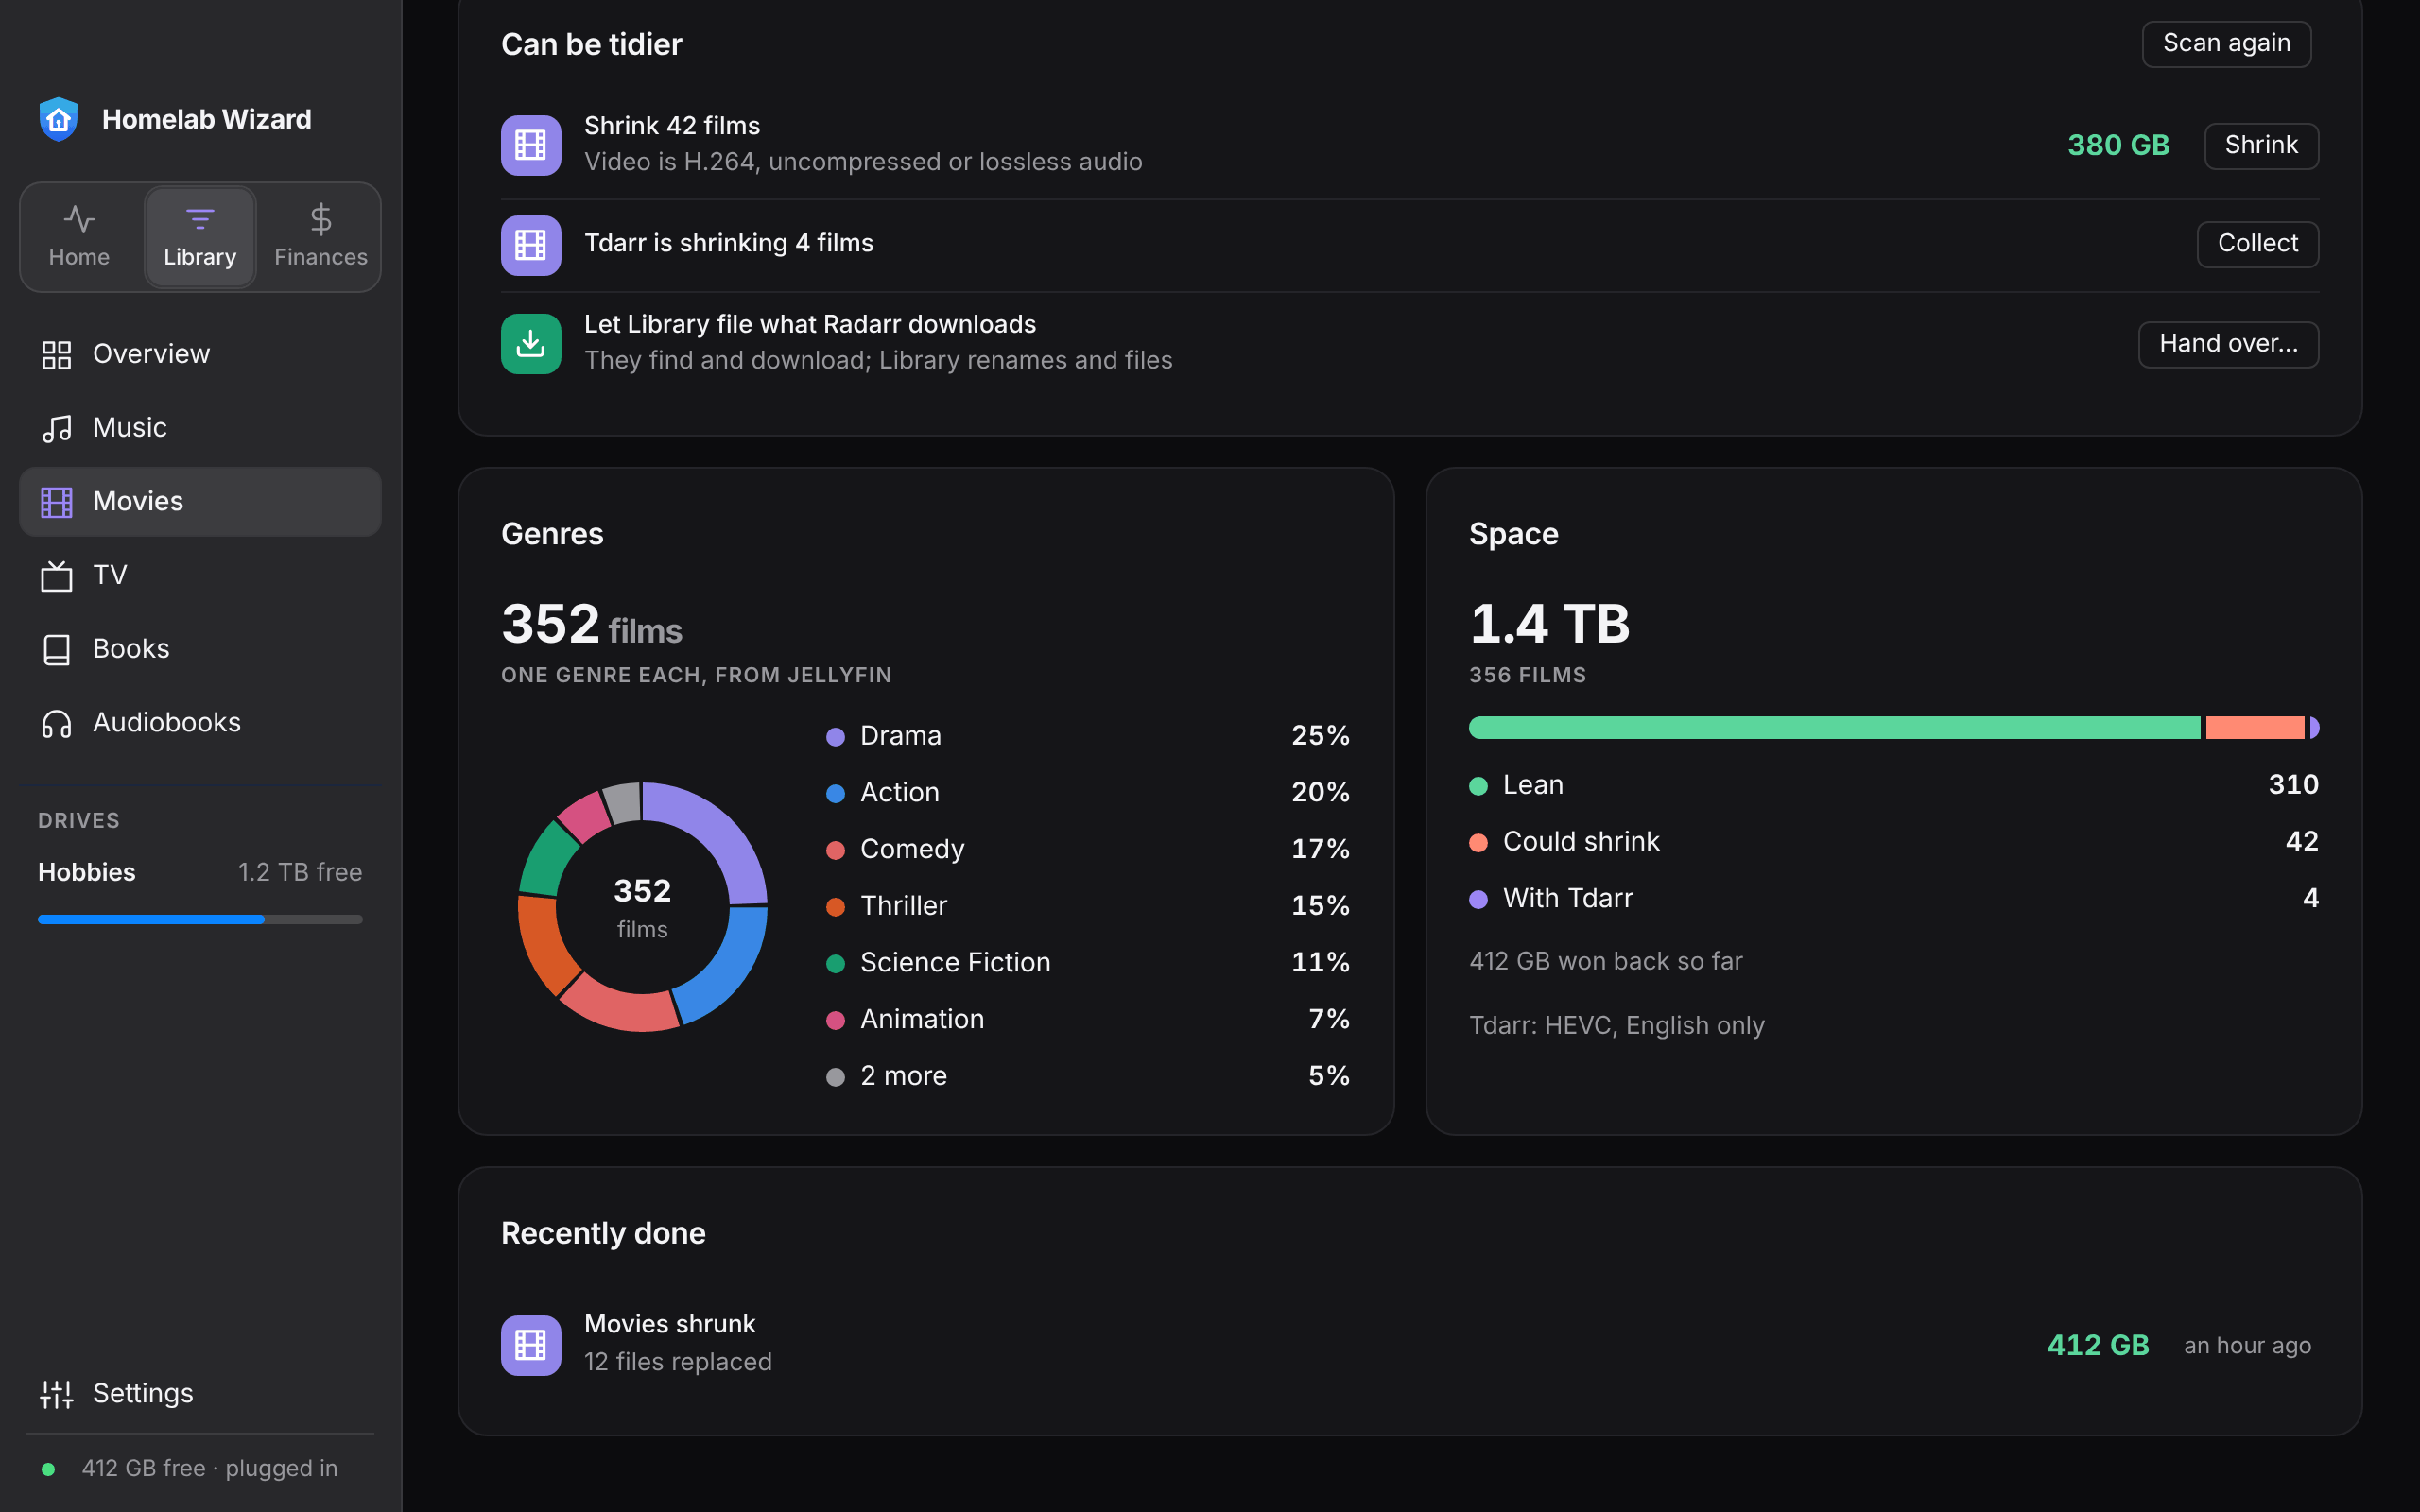 Homelab Wizard
Home
Library
Finances
Overview
Music
Movies
TV
Books
Audiobooks
DRIVES
Hobbies 1.2 TB free
Settings
412 GB free · plugged in
Can be tidier
Scan again
Shrink 42 films
Video is H.264, uncompressed or lossless audio
380 GB
Shrink
Tdarr is shrinking 4 films
Collect
Let Library file what Radarr downloads
They find and download; Library renames and files
Hand over...
Genres
352 films
ONE GENRE EACH, FROM JELLYFIN
352
films
Drama 25%
Action 20%
Comedy 17%
Thriller 15%
Science Fiction 11%
Animation 7%
2 more 5%
Space
1.4 TB
356 FILMS
Lean 310
Could shrink 42
With Tdarr 4
412 GB won back so far
Tdarr: HEVC, English only
Recently done
Movies shrunk
12 files replaced
412 GB
an hour ago